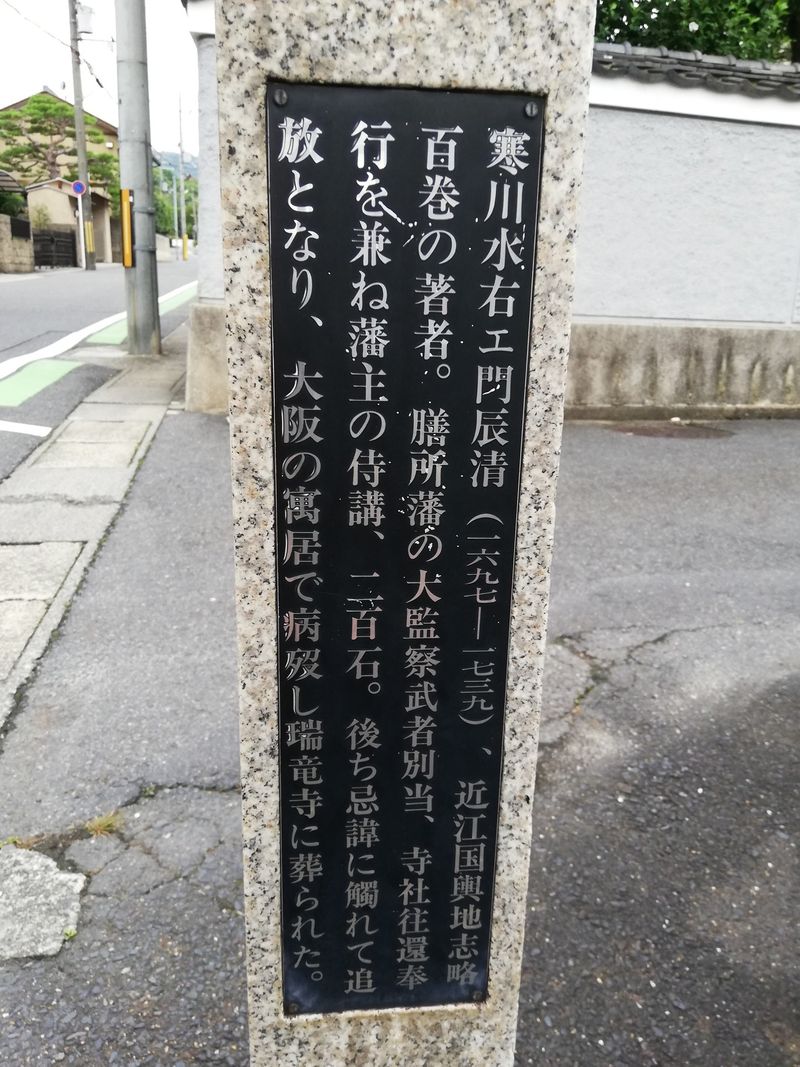 寒川水右エ門辰清（一六九七―一七三九）、近江国輿地志略
百巻の著者。膳所藩の大監察武者別当、寺社往還奉
行を兼ね藩主の侍講、二百石。後ち忌諱に觸れて追
放となり、大阪の寓居で病歿し瑞竜寺に葬られた。